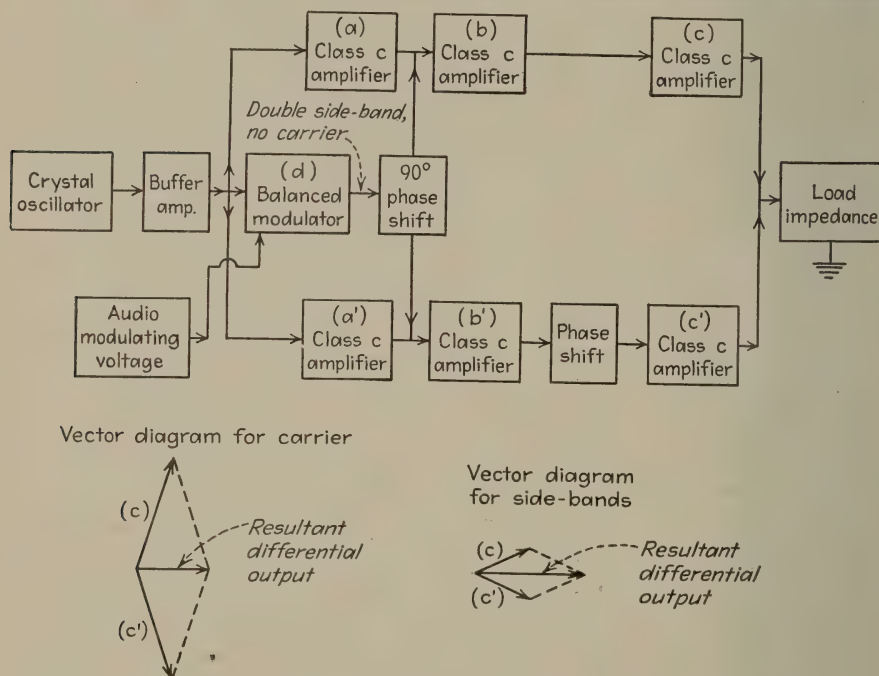 (a)
Class c
amplifier
(b)
Class c
amplifier
(c)
Class c
amplifier
Double side-band,
no carrier
Crystal
oscillator
Buffer
amp.
(d)
Balanced
modulator
90°
phase
shift
Load
impedance
Audio
modulating
voltage
(a')
Class c
amplifier
(b')
Class c
amplifier
Phase
shift
(c')
Class c
amplifier
Vector diagram for carrier
(c)
Resultant
differential
output
(c')
Vector diagram
for side-bands
(c)
(c')
Resultant
differential
output